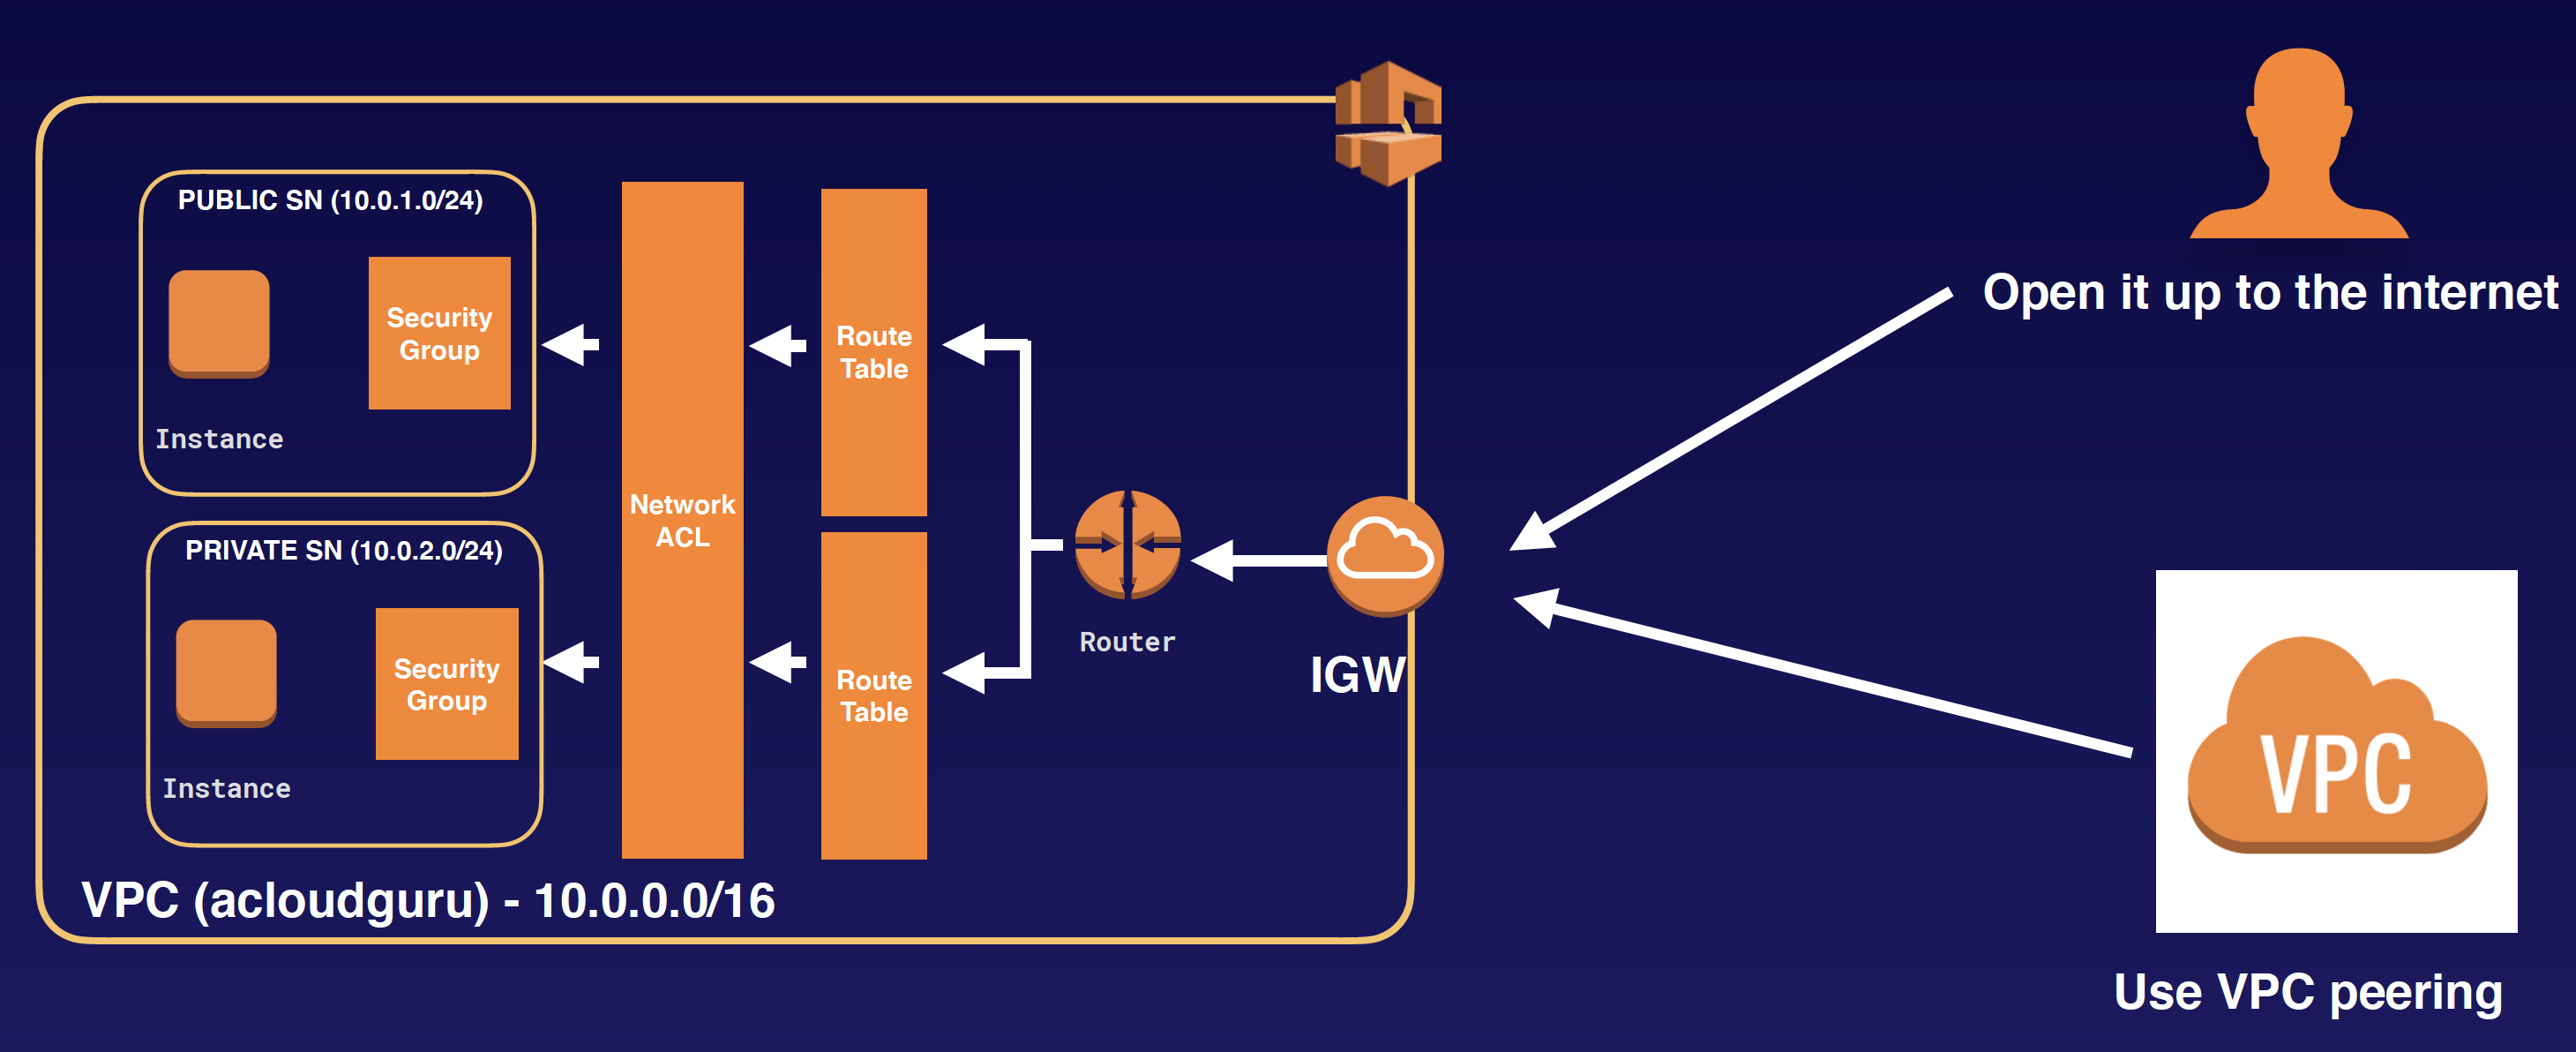 PUBLIC SN (10.0.1.0/24)
Security
Group
Instance
PRIVATE SN (10.0.2.0/24)
Security
Group
Instance
Network
ACL
Route
Table
Route
Table
Router
IGW
VPC (acloudguru) - 10.0.0.0/16
Open it up to the internet
VPC
Use VPC peering